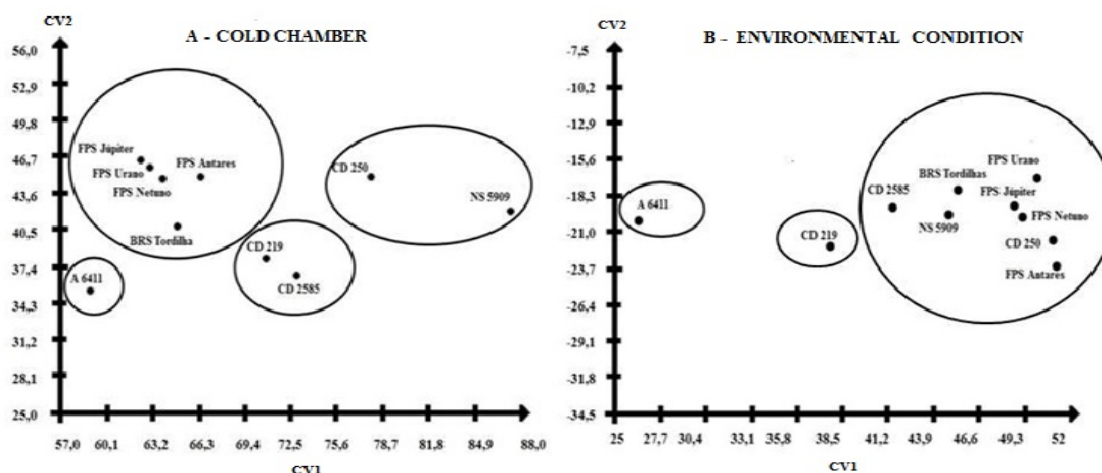 CV2
A - COLD CHAMBER
56,0
52,9
49,8
46,7
43,6
40,5
37,4
34,3
31,2
28,1
25,0
FPS Júpiter
FPS Urano
FPS Netuno
FPS Antares
BRS Tordilha
A 6411
CD 219
CD 2585
CD 250
NS 5909
57,0 60,1 63,2 66,3 69,4 72,5 75,6 78,7 81,8 84,9 88,0
CV1
CV2
B - ENVIRONMENTAL CONDITION
-7,5
-10,2
-12,9
-15,6
-18,3
-21,0
-23,7
-26,4
-29,1
-31,8
-34,5
A 6411
CD 219
CD 2585
BRS Tordilhas
NS 5909
FPS Urano
FPS Júpiter
FPS Netuno
CD 250
FPS Antares
25 27,7 30,4 33,1 35,8 38,5 41,2 43,9 46,6 49,3 52
CV1